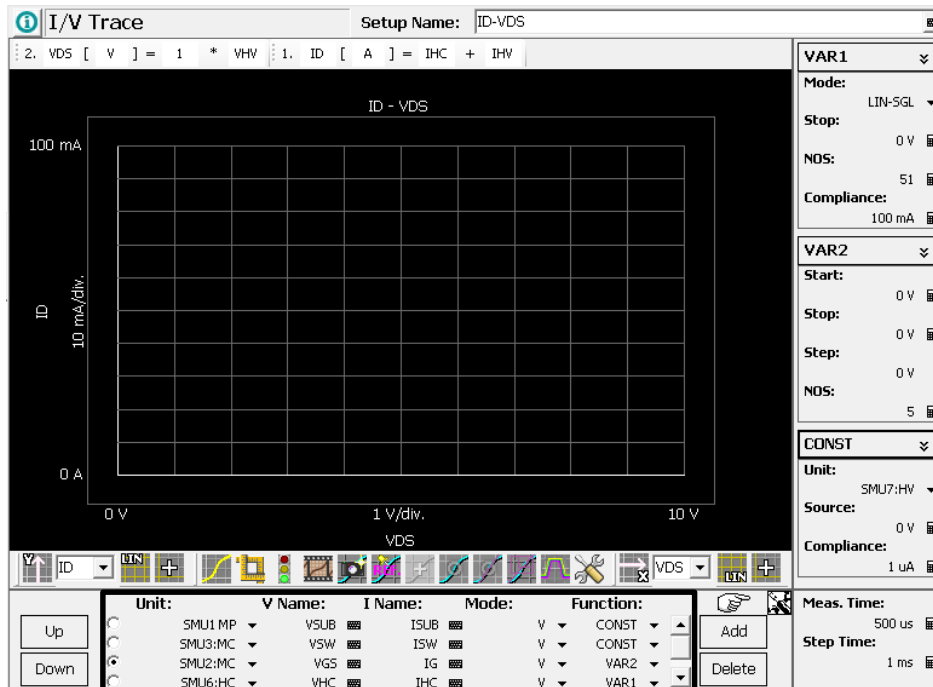 I/V Trace Setup Name: ID-VDS
2. VDS [ V ] = 1 * VHV 1. ID [ A ] = IHC + IHV
ID - VDS
100 mA
ID
10 mA/div.
0 A
0 V 1 V/div. 10 V
VDS
VAR1
Mode:
LIN-SGL
Stop:
0 V
NOS:
51
Compliance:
100 mA
VAR2
Start:
0 V
Stop:
0 V
Step:
0 V
NOS:
5
CONST
Unit:
SMU7:HV
Source:
0 V
Compliance:
1 uA
Y ID LIN X VDS LIN
Up
Down
Unit: V Name: I Name: Mode: Function:
SMU1 MP VSUB ISUB V CONST
SMU3:MC VSW ISW V CONST
SMU2:MC VGS IG V VAR2
SMU6:HC VHC IHC V VAR1
Add
Delete
Meas. Time:
500 us
Step Time:
1 ms